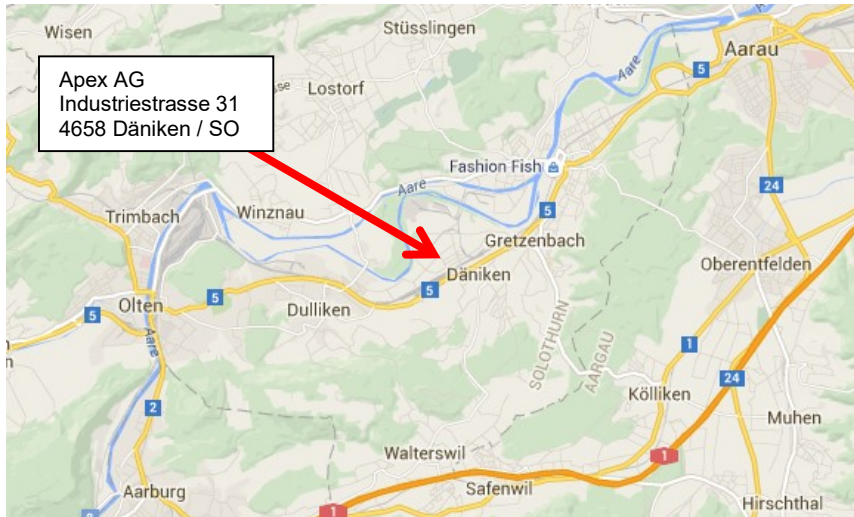 Wisen
Stüsslingen
Aarau
Apex AG
Industriestrasse 31
4658 Däniken / SO
Lostorf
5
Aare
Fashion Fish
Aare
24
Trimbach
Winznau
5
Gretzenbach
Däniken
Oberentfelden
5
5
Olten
Dulliken
5
Aare
SOLOTHURN
AARGAU
1
24
2
Kölliken
Muhen
Walterswil
1
Safenwil
Aarburg
1
Hirschthal